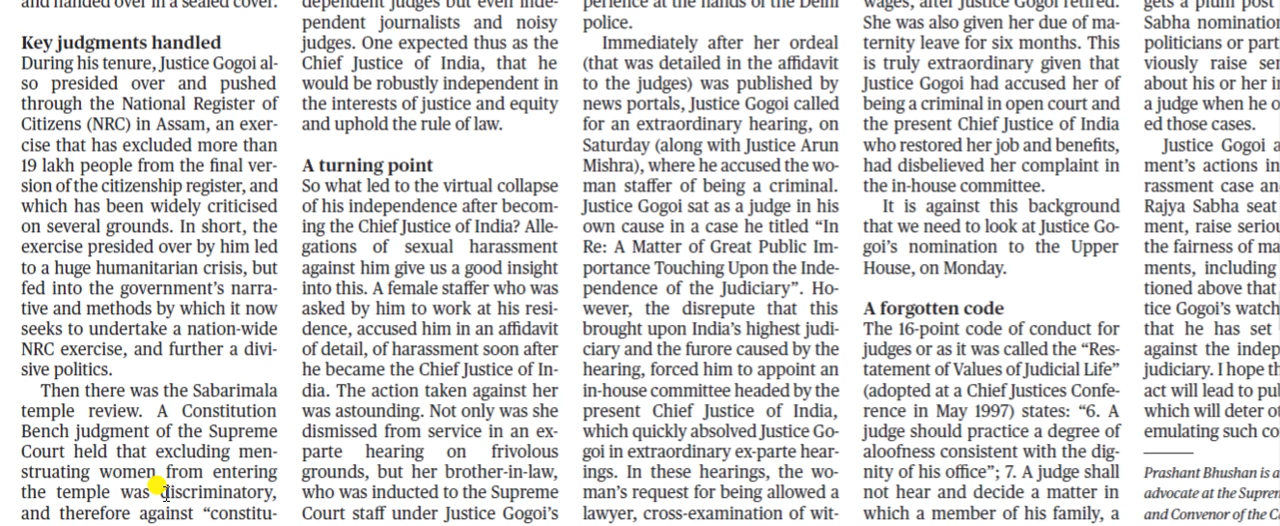 and handed over in a sealed cover.
Key judgments handled
During his tenure, Justice Gogoi al-
so presided over and pushed
through the National Register of
Citizens (NRC) in Assam, an exer-
cise that has excluded more than
19 lakh people from the final ver-
sion of the citizenship register, and
which has been widely criticised
on several grounds. In short, the
exercise presided over by him led
to a huge humanitarian crisis, but
fed into the government's narra-
tive and methods by which it now
seeks to undertake a nation-wide
NRC exercise, and further a divi-
sive politics.
Then there was the Sabarimala
temple review. A Constitution
Bench judgment of the Supreme
Court held that excluding men-
struating women from entering
the temple was discriminatory,
and therefore against “constitu-
dependent judges but even inde-
pendent journalists and noisy
judges. One expected thus as the
Chief Justice of India, that he
would be robustly independent in
the interests of justice and equity
and uphold the rule of law.
A turning point
So what led to the virtual collapse
of his independence after becom-
ing the Chief Justice of India? Alle-
gations of sexual harassment
against him give us a good insight
into this. A female staffer who was
asked by him to work at his resi-
dence, accused him in an affidavit
of detail, of harassment soon after
he became the Chief Justice of In-
dia. The action taken against her
was astounding. Not only was she
dismissed from service in an ex-
parte hearing on frivolous
grounds, but her brother-in-law,
who was inducted to the Supreme
Court staff under Justice Gogoi's
perience at the hands of the Delhi
police.
Immediately after her ordeal
(that was detailed in the affidavit
to the judges) was published by
news portals, Justice Gogoi called
for an extraordinary hearing, on
Saturday (along with Justice Arun
Mishra), where he accused the wo-
man staffer of being a criminal.
Justice Gogoi sat as a judge in his
own cause in a case he titled “In
Re: A Matter of Great Public Im-
portance Touching Upon the Inde-
pendence of the Judiciary”. Ho-
wever, the disrepute that this
brought upon India's highest judi-
ciary and the furore caused by the
hearing, forced him to appoint an
in-house committee headed by the
present Chief Justice of India,
which quickly absolved Justice Go-
goi in extraordinary ex-parte hear-
ings. In these hearings, the wo-
man's request for being allowed a
lawyer, cross-examination of wit-
wages, after Justice Gogoi retired.
She was also given her due of ma-
ternity leave for six months. This
is truly extraordinary given that
Justice Gogoi had accused her of
being a criminal in open court and
the present Chief Justice of India
who restored her job and benefits,
had disbelieved her complaint in
the in-house committee.
It is against this background
that we need to look at Justice Go-
goi's nomination to the Upper
House, on Monday.
A forgotten code
The 16-point code of conduct for
judges or as it was called the “Res-
tatement of Values of Judicial Life”
(adopted at a Chief Justices Confe-
rence in May 1997) states: “6. A
judge should practice a degree of
aloofness consistent with the dig-
nity of his office”; 7. A judge shall
not hear and decide a matter in
which a member of his family, a
gets a plum post
Sabha nomination
politicians or part
viously raise ser
about his or her i
a judge when he o
ed those cases.
Justice Gogoi a
ment's actions in
rassment case an
Rajya Sabha seat
ment, raise seriou
the fairness of ma
ments, including
tioned above that
tice Gogoi's watch
that he has set
against the indep
judiciary. I hope th
act will lead to pul
which will deter ot
emulating such co
Prashant Bhushan is a
advocate at the Suprem
and Convenor of the C